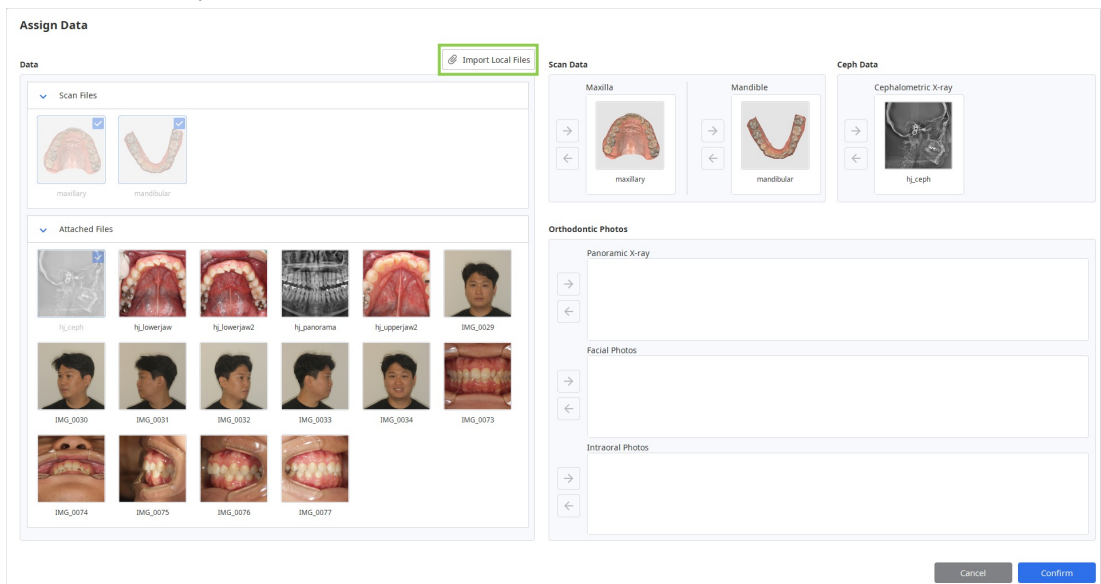 Assign Data
Data
Import Local Files
Scan Files
maxillary
mandibular
Attached Files
hj_ceph
hj_lowerjaw
hj_lowerjaw2
hj_panorama
hj_upperjaw2
IMG_0029
IMG_0030
IMG_0031
IMG_0032
IMG_0033
IMG_0034
IMG_0073
IMG_0074
IMG_0075
IMG_0076
IMG_0077
Scan Data
Maxilla
maxillary
Mandible
mandibular
Ceph Data
Cephalometric X-ray
hj_ceph
Orthodontic Photos
Panoramic X-ray
Facial Photos
Intraoral Photos
Cancel
Confirm